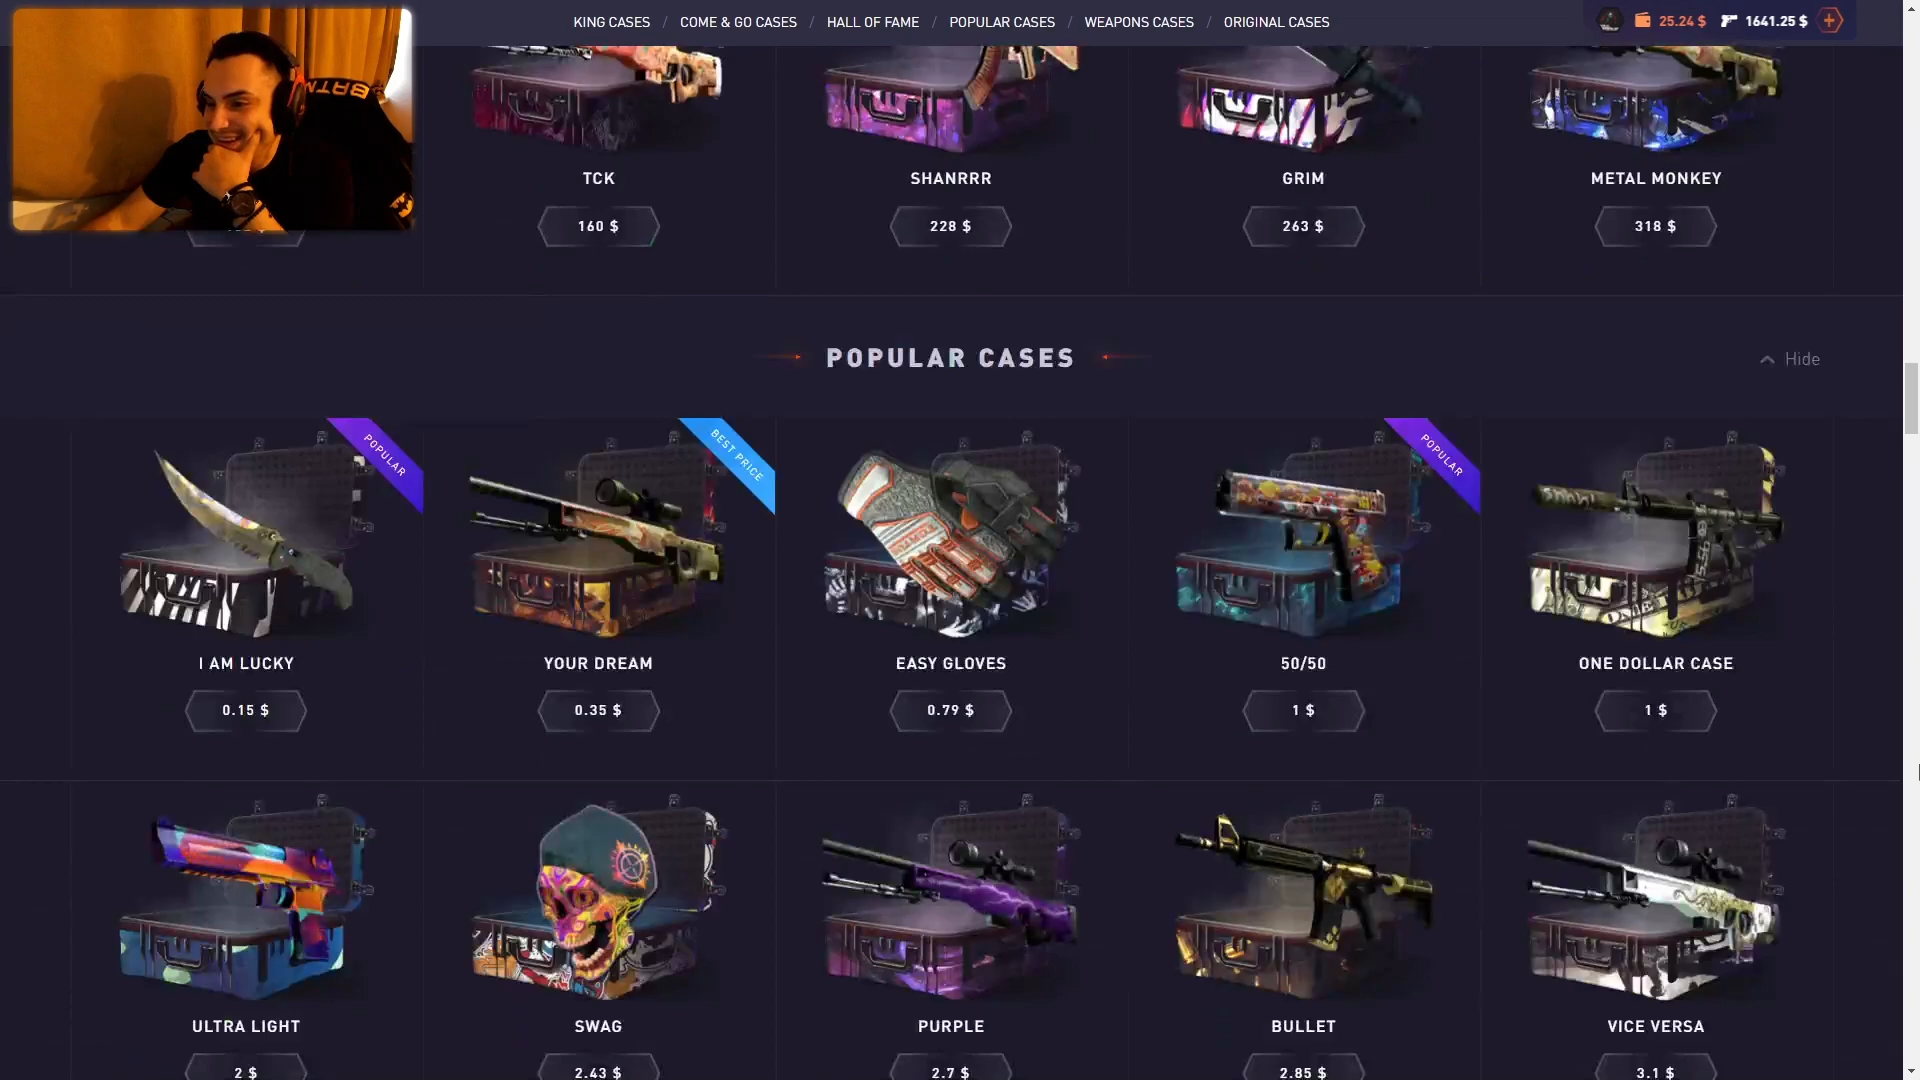 KING CASES / COME & GO CASES / HALL OF FAME / POPULAR CASES / WEAPONS CASES / ORIGINAL CASES
25.24 $ 1641.25 $
TCK SHANRRR GRIM METAL MONKEY
160 $ 228 $ 263 $ 318 $
POPULAR CASES
Hide
POPULAR BEST PRICE POPULAR
I AM LUCKY YOUR DREAM EASY GLOVES 50/50 ONE DOLLAR CASE
0.15 $ 0.35 $ 0.79 $ 1 $ 1 $
ULTRA LIGHT SWAG PURPLE BULLET VICE VERSA
2 $ 2.43 $ 2.7 $ 2.85 $ 3.1 $